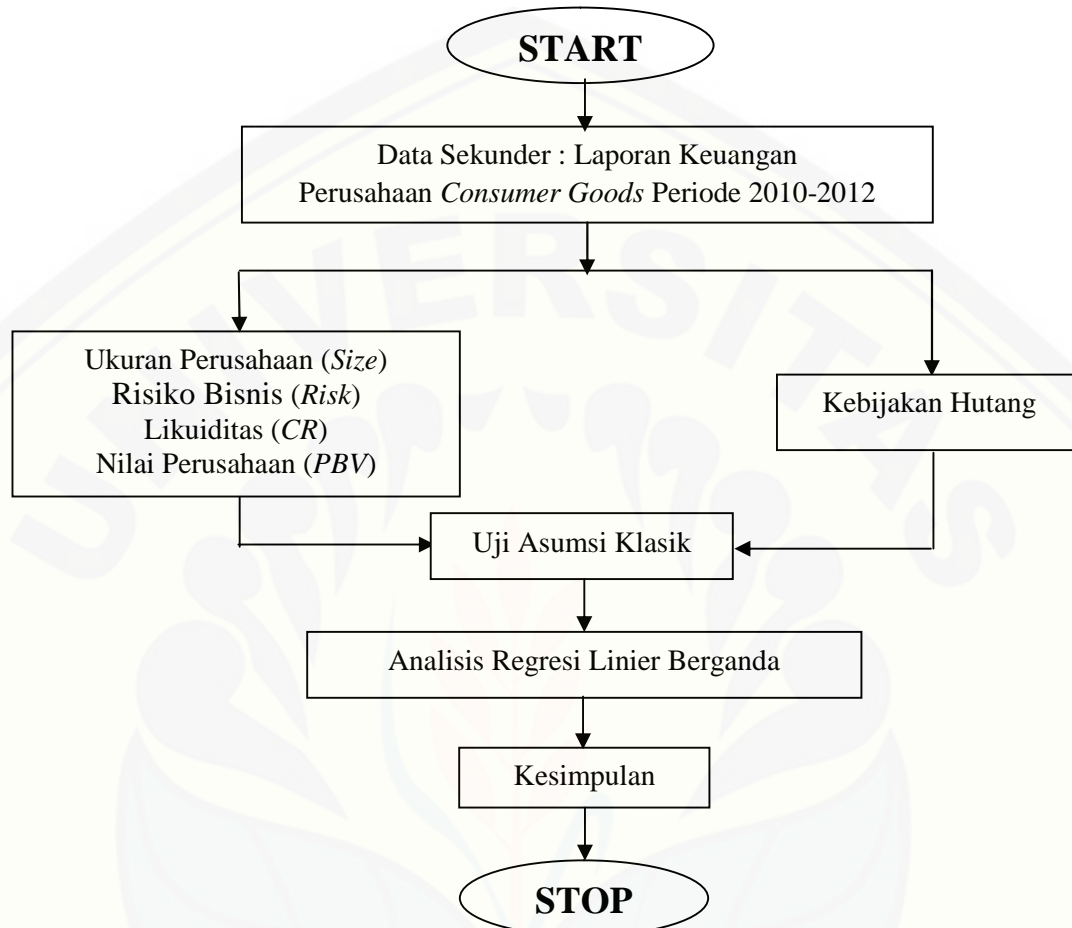 START
Data Sekunder : Laporan Keuangan
Perusahaan Consumer Goods Periode 2010-2012
Ukuran Perusahaan (Size)
Risiko Bisnis (Risk)
Likuiditas (CR)
Nilai Perusahaan (PBV)
Kebijakan Hutang
Uji Asumsi Klasik
Analisis Regresi Linier Berganda
Kesimpulan
STOP
UNIVERSITAS